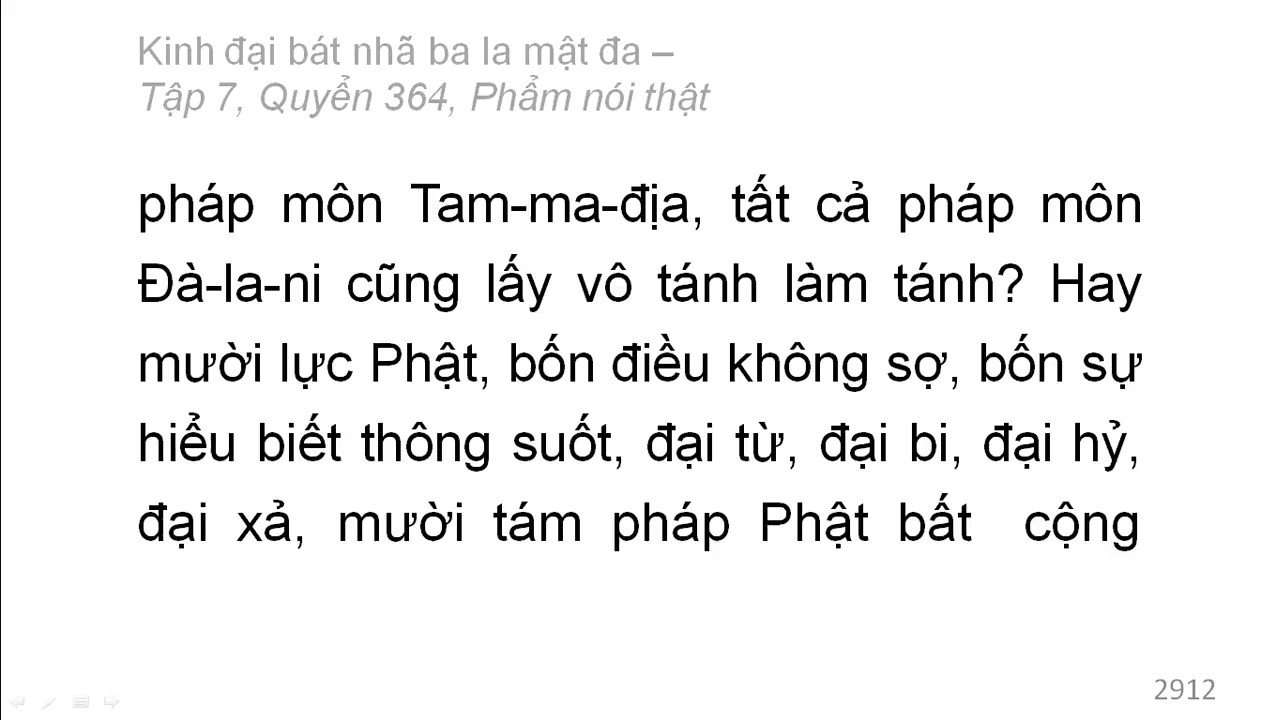 Kinh đại bát nhã ba la mật đa –
Tập 7, Quyển 364, Phẩm nói thật
pháp môn Tam-ma-địa, tất cả pháp môn
Đà-la-ni cũng lấy vô tánh làm tánh? Hay
mười lực Phật, bốn điều không sợ, bốn sự
hiểu biết thông suốt, đại từ, đại bi, đại hỷ,
đại xả, mười tám pháp Phật bất cộng
2912